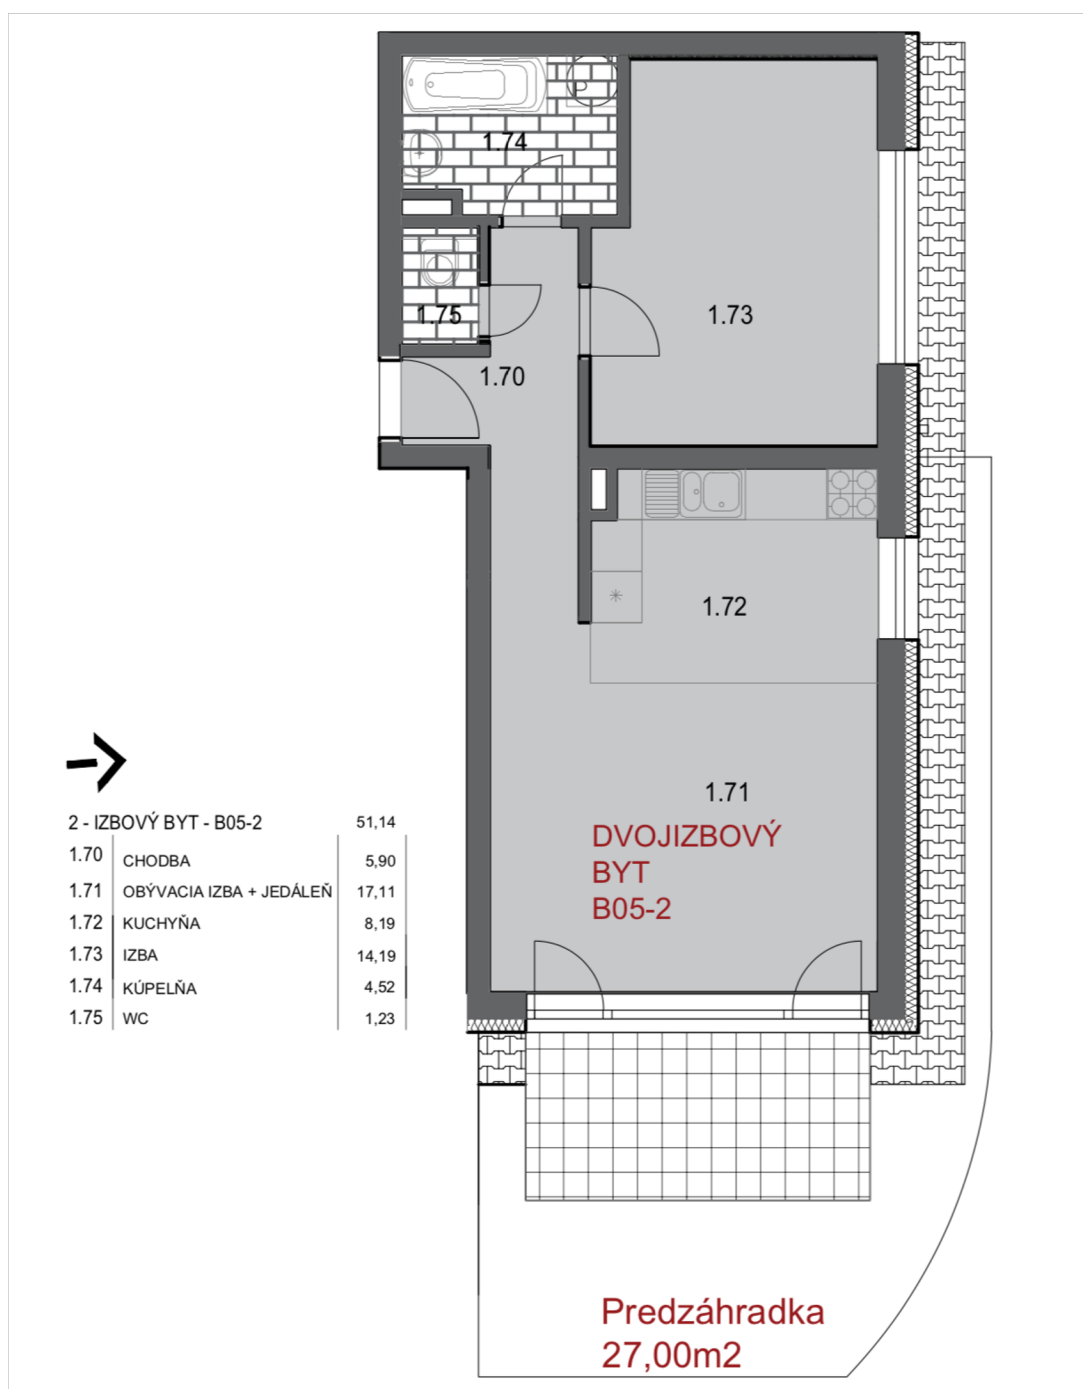 1.74
1.75
1.73
1.70
1.72
1.71
DVOJIZBOVÝ
BYT
B05-2
2 - IZBOVÝ BYT - B05-2 51,14
1.70 CHODBA 5,90
1.71 OBÝVACIA IZBA + JEDÁLEŇ 17,11
1.72 KUCHYŇA 8,19
1.73 IZBA 14,19
1.74 KÚPELŇA 4,52
1.75 WC 1,23
Predzáhradka
27,00m2